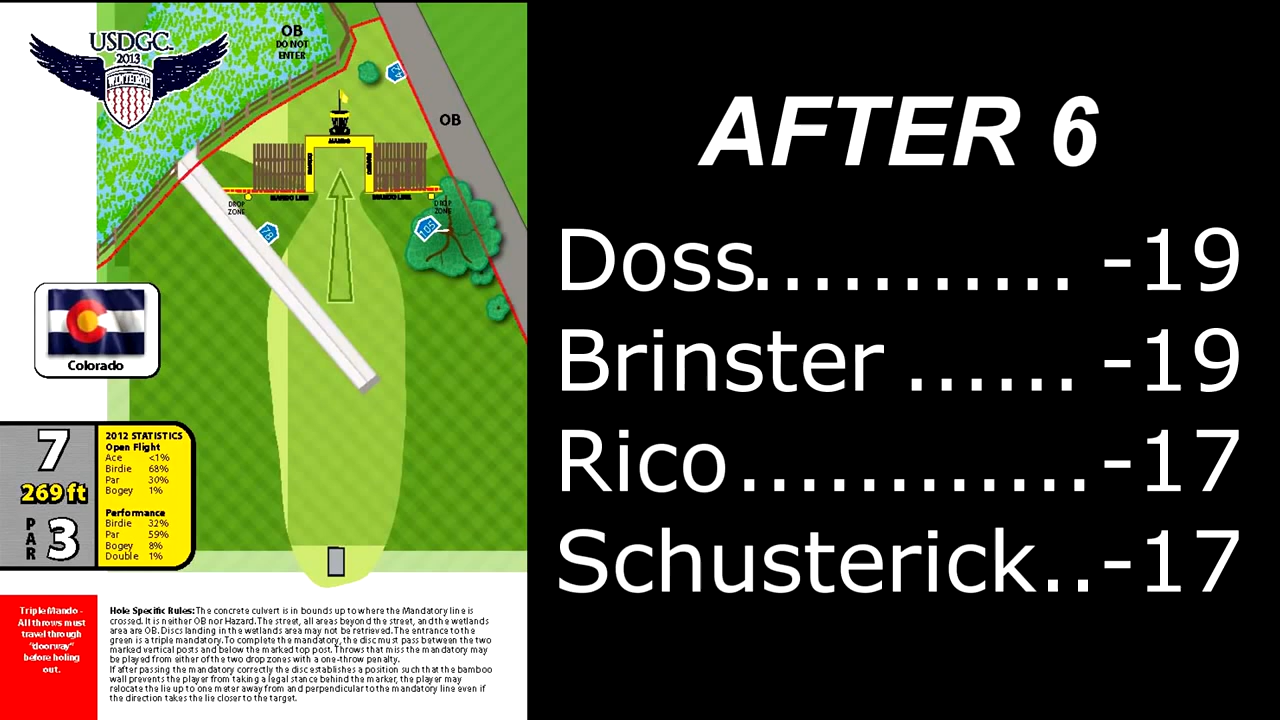 USDGC.
2013
WINTHROP
OB
DO NOT
ENTER
OB
MANDO
MANDO LINE
MANDO LINE
DROP
ZONE
DROP
ZONE
78
105
Colorado
7
269 ft
PAR 3
2012 STATISTICS
Open Flight
Ace <1%
Birdie 68%
Par 30%
Bogey 1%
Performance
Birdie 32%
Par 59%
Bogey 8%
Double 1%
Triple Mando -
All throws must
travel through
"doorway"
before holing
out.
Hole Specific Rules: The concrete culvert is in bounds up to where the Mandatory line is
crossed. It is neither OB nor Hazard. The street, all areas beyond the street, and the wetlands
area are OB. Discs landing in the wetlands area may not be retrieved. The entrance to the
green is a triple mandatory. To complete the mandatory, the disc must pass between the two
marked vertical posts and below the marked top post. Throws that miss the mandatory may
be played from either of the two drop zones with a one-throw penalty.
If after passing the mandatory correctly the disc establishes a position such that the bamboo
wall prevents the player from taking a legal stance behind the marker, the player may
relocate the lie up to one meter away from and perpendicular to the mandatory line even if
the direction takes the lie closer to the target.
AFTER 6
Doss........... -19
Brinster ...... -19
Rico ............-17
Schusterick..-17